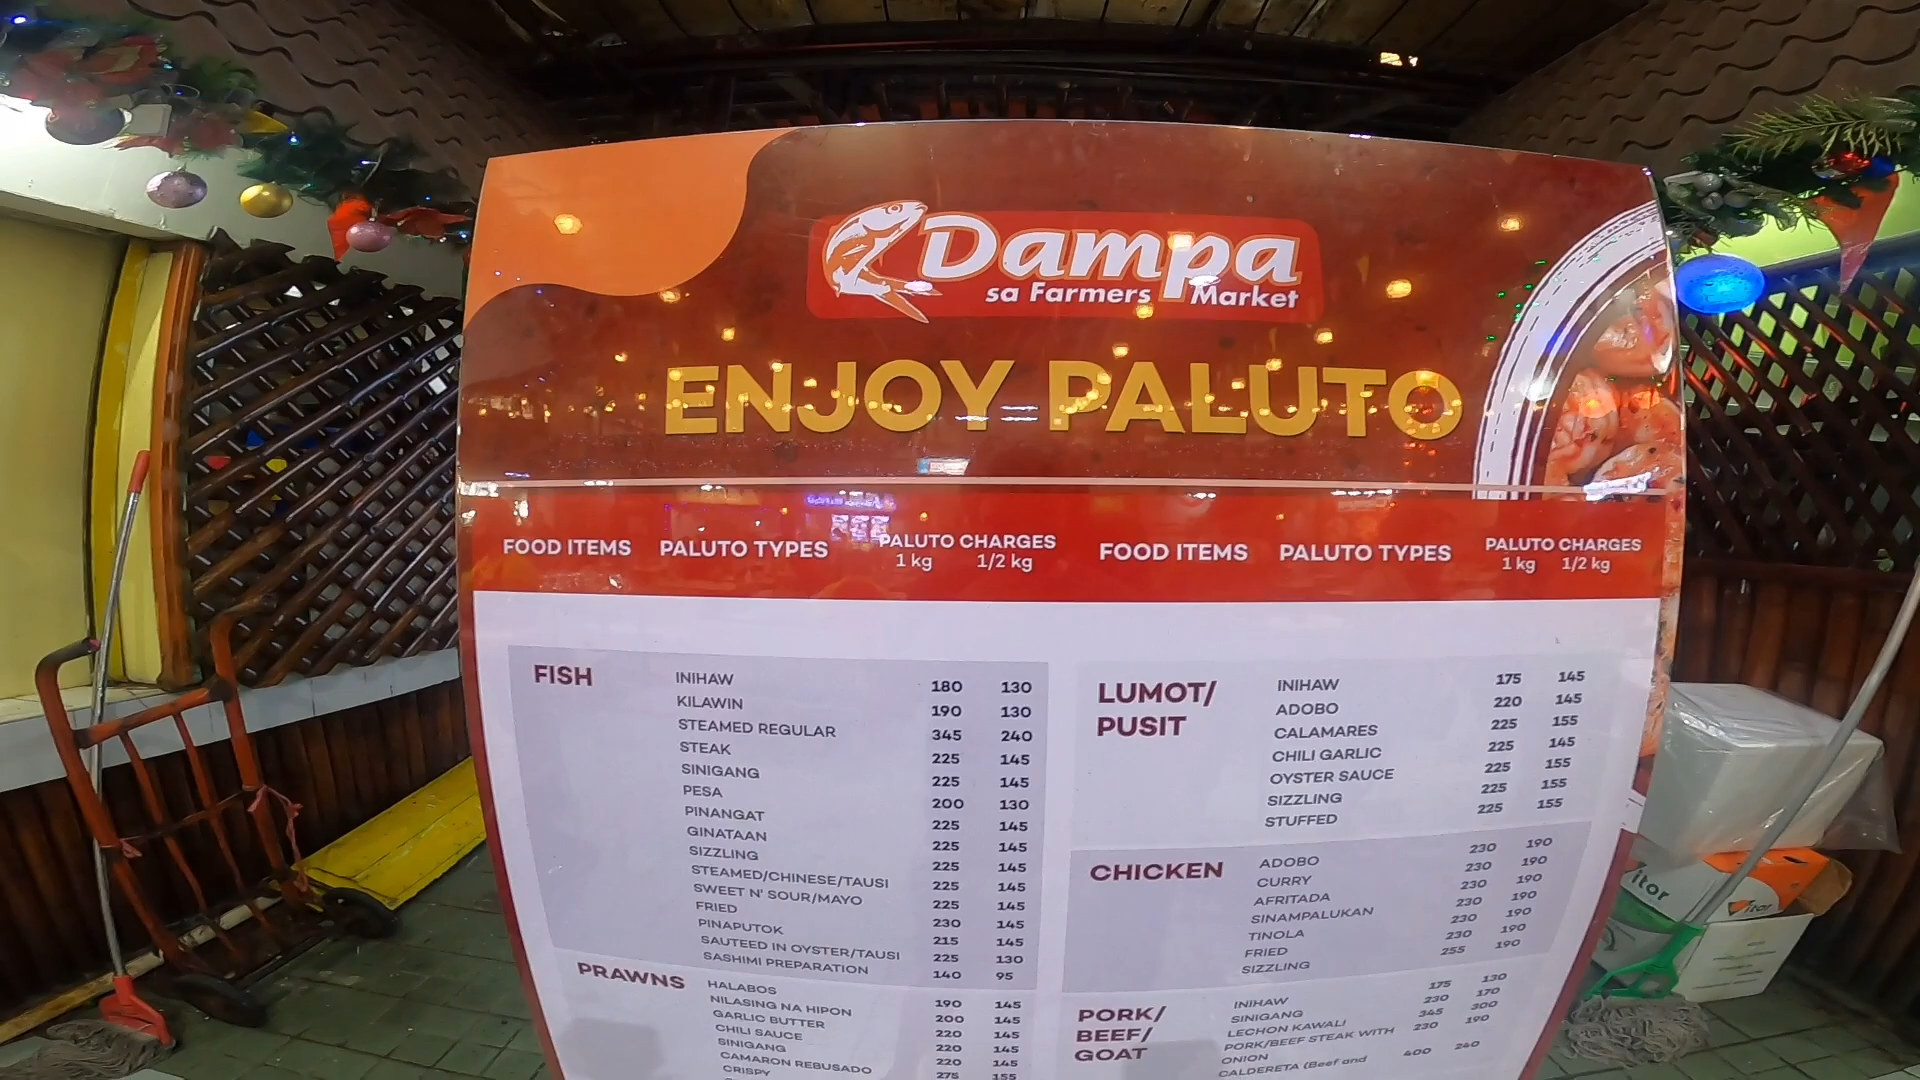 Dampa
sa Farmers Market
ENJOY PALUTO
FOOD ITEMS PALUTO TYPES PALUTO CHARGES
1 kg 1/2 kg
FISH
INIHAW 180 130
KILAWIN 190 130
STEAMED REGULAR 345 240
STEAK 225 145
SINIGANG 225 145
PESA 200 130
PINANGAT 225 145
GINATAAN 225 145
SIZZLING 225 145
STEAMED/CHINESE/TAUSI 225 145
SWEET N' SOUR/MAYO 225 145
FRIED 230 145
PINAPUTOK 215 145
SAUTEED IN OYSTER/TAUSI 225 130
SASHIMI PREPARATION 140 95
PRAWNS
HALABOS 190 145
NILASING NA HIPON 200 145
GARLIC BUTTER 220 145
CHILI SAUCE 220 145
SINIGANG 220 145
CAMARON REBUSADO 275 155
CRISPY
FOOD ITEMS PALUTO TYPES PALUTO CHARGES
1 kg 1/2 kg
LUMOT/
PUSIT
INIHAW 175 145
ADOBO 220 145
CALAMARES 225 155
CHILI GARLIC 225 145
OYSTER SAUCE 225 155
SIZZLING 225 155
STUFFED 225 155
CHICKEN
ADOBO 230 190
CURRY 230 190
AFRITADA 230 190
SINAMPALUKAN 230 190
TINOLA 230 190
FRIED 230 190
SIZZLING 255 190
PORK/
BEEF/
GOAT
INIHAW 175 130
SINIGANG 230 170
LECHON KAWALI 345 300
PORK/BEEF STEAK WITH 230 190
ONION
CALDERETA (Beef and 400 240
itor
Vitor